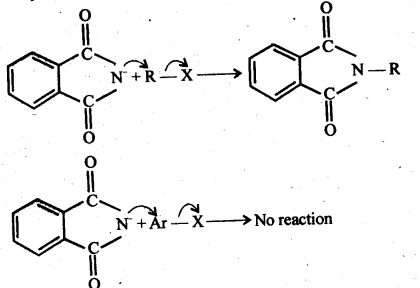 O
C
N⁻ + R — X ⟶
C
O
O
C
N — R
C
O
O
C
N⁻ + Ar — X ⟶ No reaction
C
O